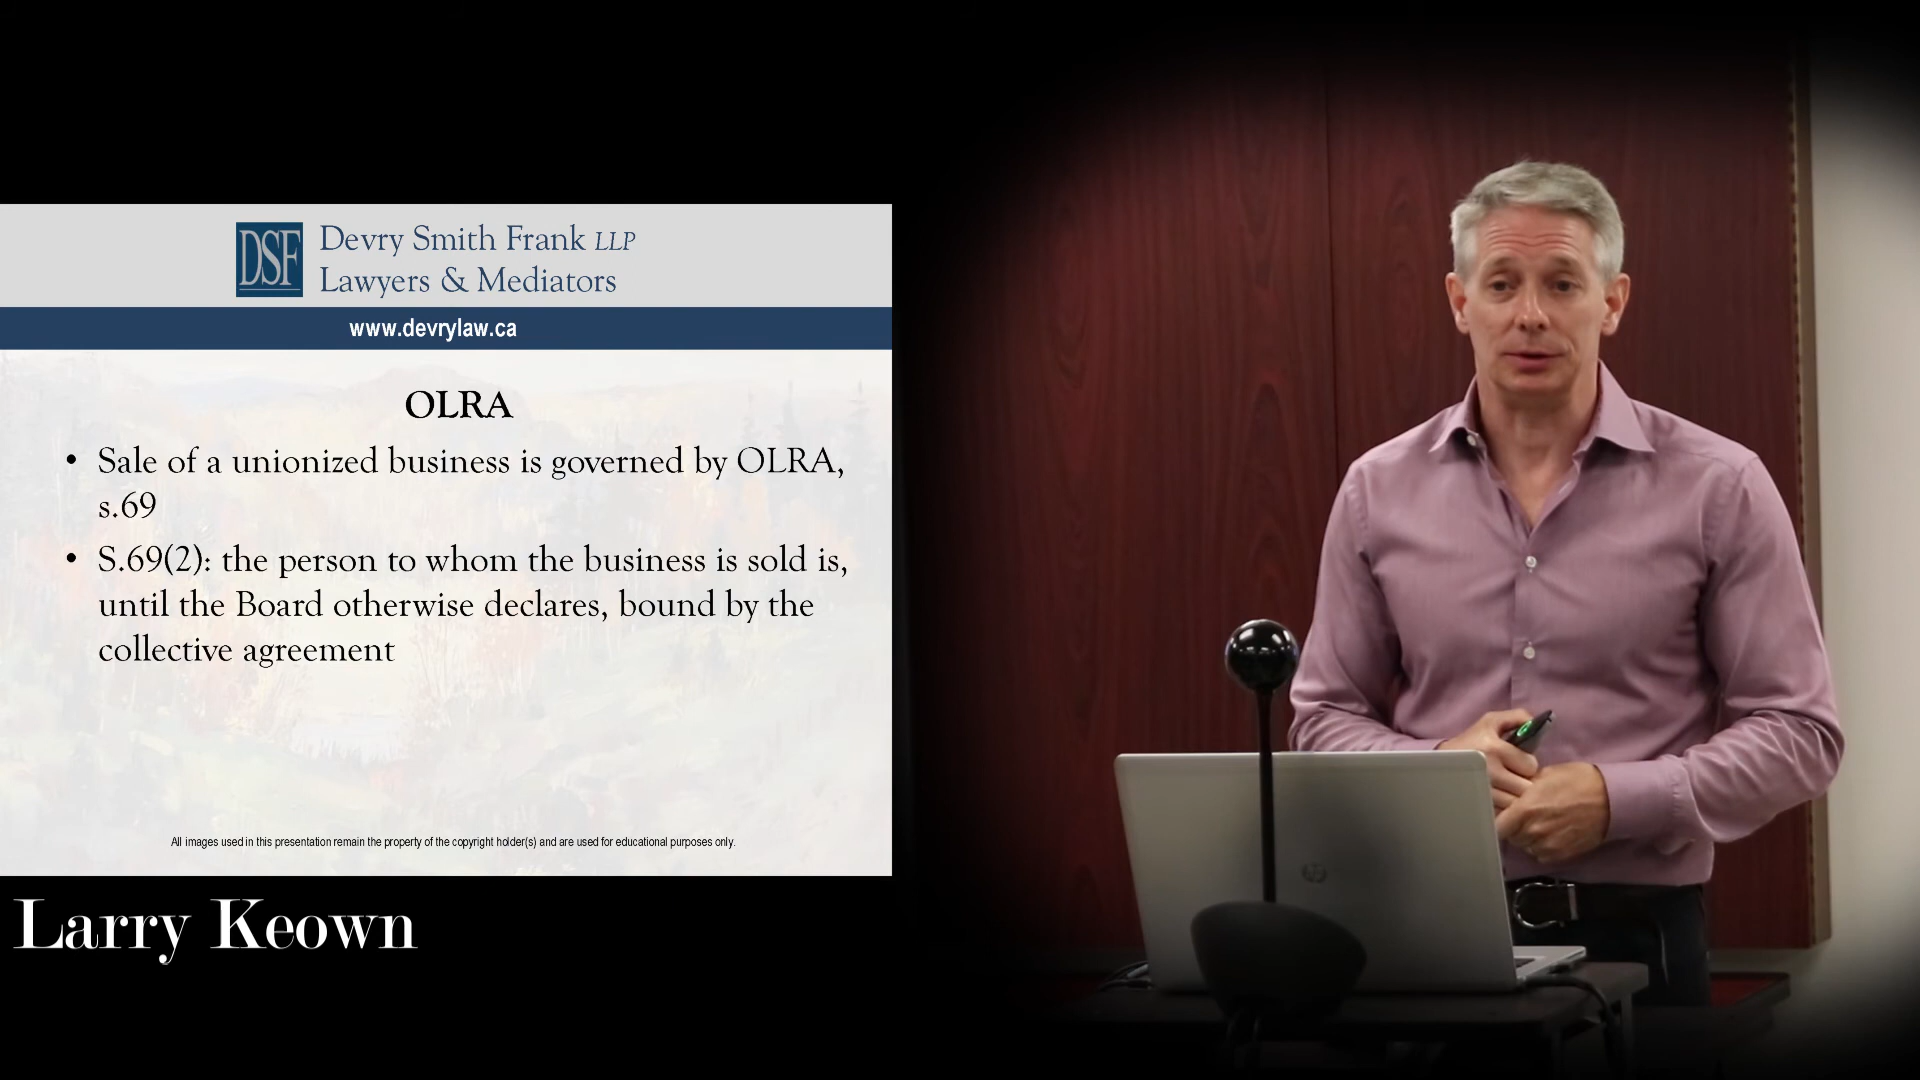 DSF
Devry Smith Frank LLP
Lawyers & Mediators
www.devrylaw.ca
OLRA
• Sale of a unionized business is governed by OLRA,
s.69
• S.69(2): the person to whom the business is sold is,
until the Board otherwise declares, bound by the
collective agreement
All images used in this presentation remain the property of the copyright holder(s) and are used for educational purposes only.
Larry Keown